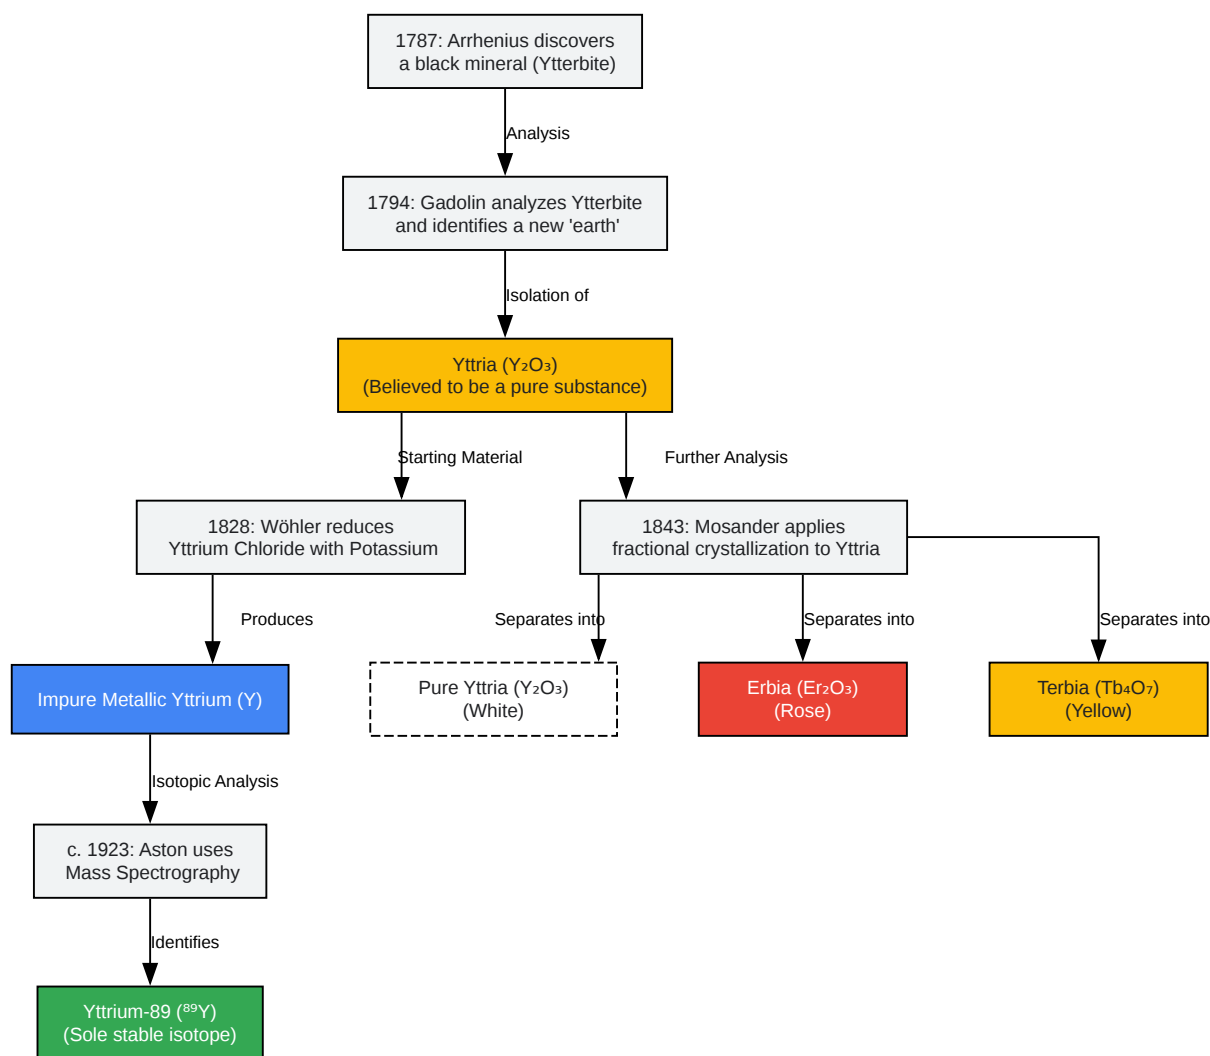 1787: Arrhenius discovers
a black mineral (Ytterbite)
Analysis
1794: Gadolin analyzes Ytterbite
and identifies a new 'earth'
Isolation of
Yttria (Y₂O₃)
(Believed to be a pure substance)
Starting Material
Further Analysis
1828: Wöhler reduces
Yttrium Chloride with Potassium
1843: Mosander applies
fractional crystallization to Yttria
Produces
Separates into
Separates into
Separates into
Impure Metallic Yttrium (Y)
Pure Yttria (Y₂O₃)
(White)
Erbia (Er₂O₃)
(Rose)
Terbia (Tb₄O₇)
(Yellow)
Isotopic Analysis
c. 1923: Aston uses
Mass Spectrography
Identifies
Yttrium-89 (⁸⁹Y)
(Sole stable isotope)